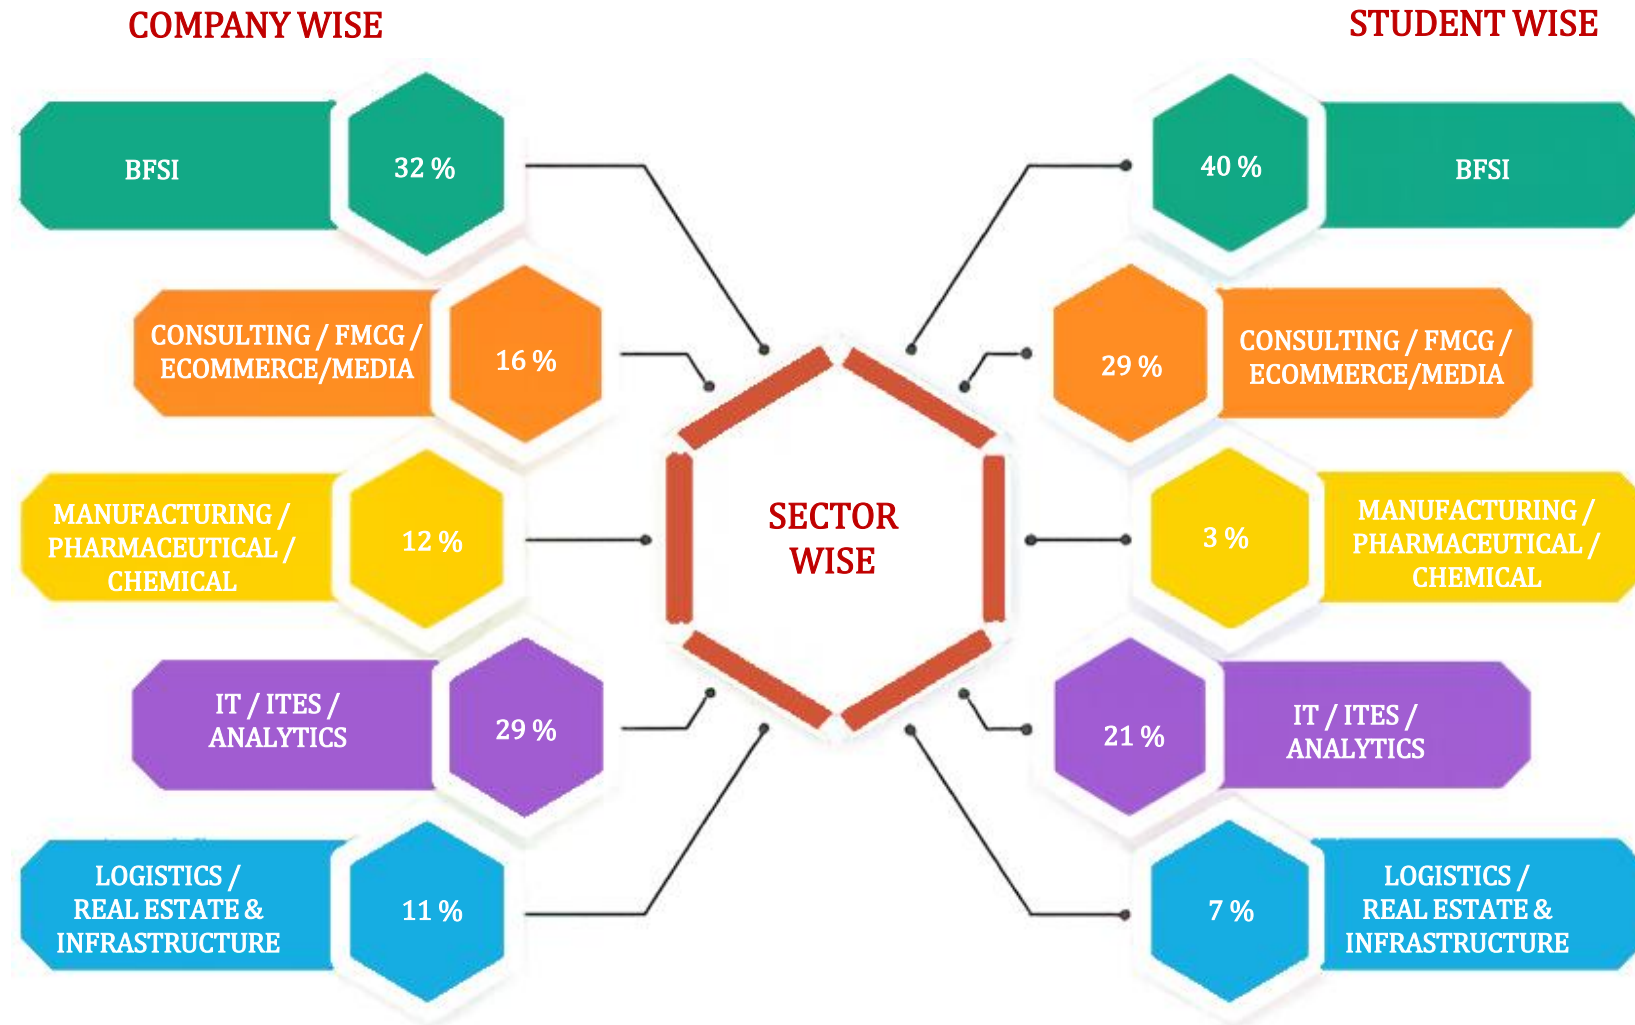 COMPANY WISE
BFSI
32 %
CONSULTING / FMCG /
ECOMMERCE/MEDIA
16 %
MANUFACTURING /
PHARMACEUTICAL /
CHEMICAL
12 %
IT / ITES /
ANALYTICS
29 %
LOGISTICS /
REAL ESTATE &
INFRASTRUCTURE
11 %
SECTOR
WISE
STUDENT WISE
40 %
BFSI
29 %
CONSULTING / FMCG /
ECOMMERCE/MEDIA
3 %
MANUFACTURING /
PHARMACEUTICAL /
CHEMICAL
21 %
IT / ITES /
ANALYTICS
7 %
LOGISTICS /
REAL ESTATE &
INFRASTRUCTURE